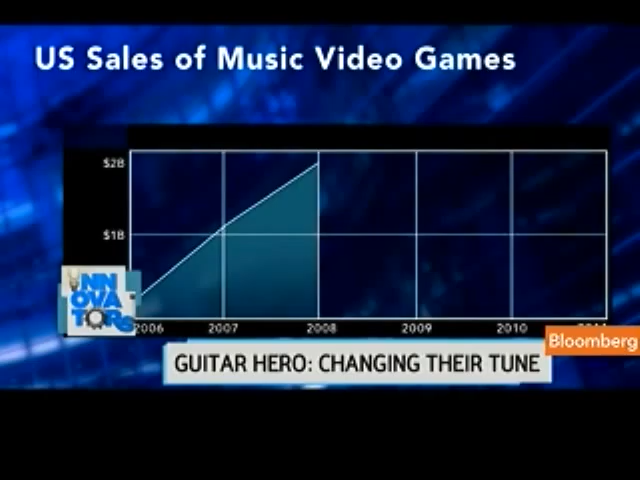 US Sales of Music Video Games
$2B
$1B
INNOVATORS
2006 2007 2008 2009 2010
Bloomberg
GUITAR HERO: CHANGING THEIR TUNE